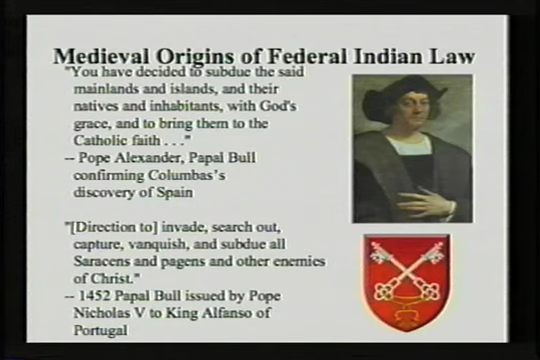 Medieval Origins of Federal Indian Law
"You have decided to subdue the said
mainlands and islands, and their
natives and inhabitants, with God's
grace, and to bring them to the
Catholic faith . . ."
-- Pope Alexander, Papal Bull
confirming Columbas's
discovery of Spain
"[Direction to] invade, search out,
capture, vanquish, and subdue all
Saracens and pagens and other enemies
of Christ."
-- 1452 Papal Bull issued by Pope
Nicholas V to King Alfanso of
Portugal